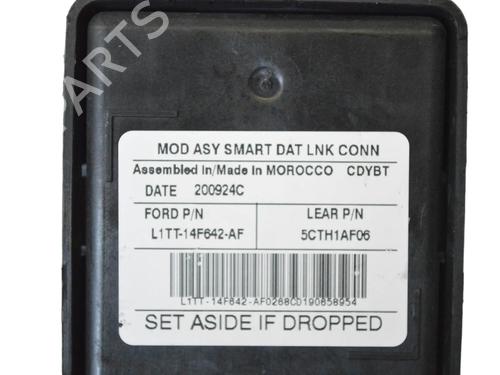 PARTS
MOD ASY SMART DAT LNK CONN
Assembled In/Made In MOROCCO CDYBT
DATE 200924C
FORD P/N LEAR P/N
L1TT-14F642-AF 5CTH1AF06
L1TT-14F642-AF0268CD190658954
SET ASIDE IF DROPPED